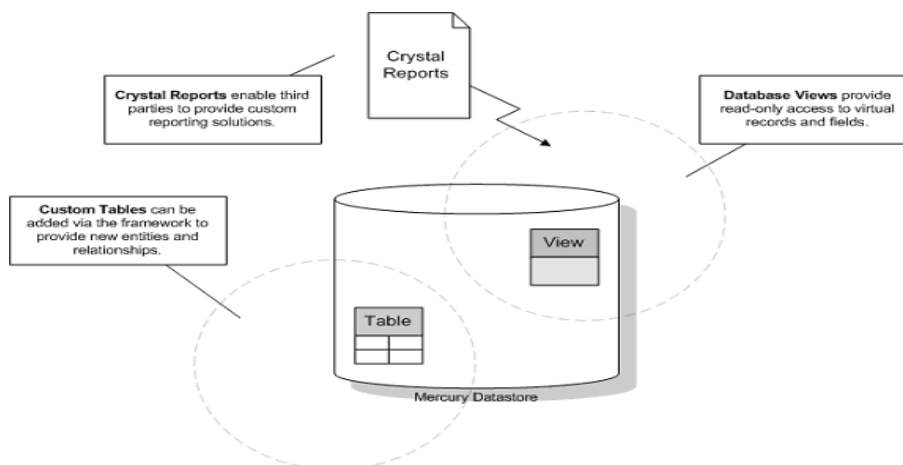 Crystal
Reports
Crystal Reports enable third
parties to provide custom
reporting solutions.
Database Views provide
read-only access to virtual
records and fields.
Custom Tables can be
added via the framework to
provide new entities and
relationships.
View
Table
Mercury Datastore